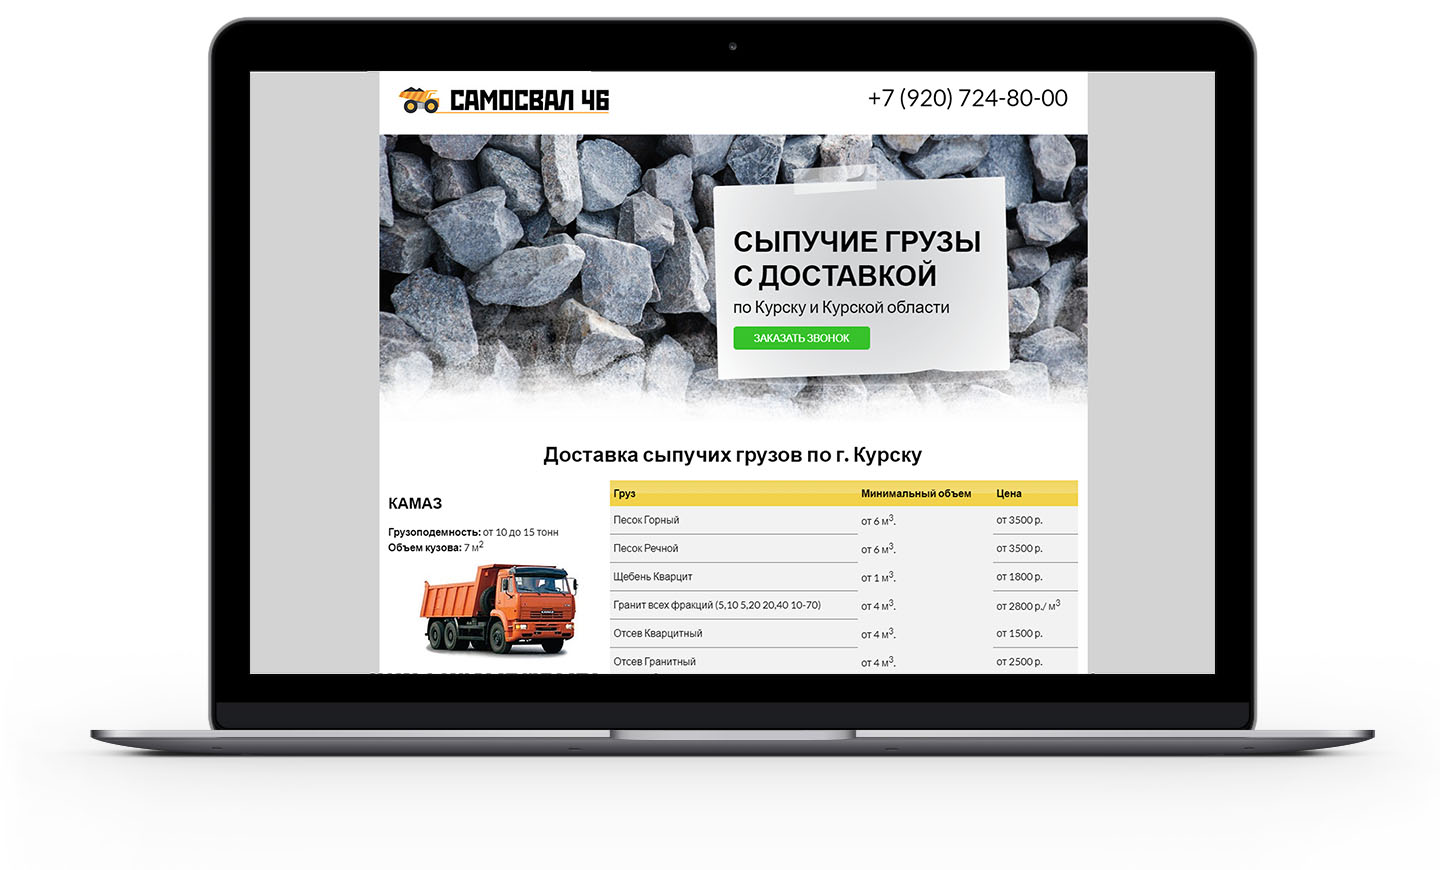 САМОСВАЛ 46
+7 (920) 724-80-00
СЫПУЧИЕ ГРУЗЫ
С ДОСТАВКОЙ
по Курску и Курской области
ЗАКАЗАТЬ ЗВОНОК
Доставка сыпучих грузов по г. Курску
КАМАЗ
Грузоподемность: от 10 до 15 тонн
Объем кузова: 7 м²
Груз Минимальный объем Цена
Песок Горный от 6 м³. от 3500 р.
Песок Речной от 6 м³. от 3500 р.
Щебень Кварцит от 1 м³. от 1800 р.
Гранит всех фракций (5,10 5,20 20,40 10-70) от 4 м³. от 2800 р./ м³
Отсев Кварцитный от 4 м³. от 1500 р.
Отсев Гранитный от 4 м³. от 2500 р.